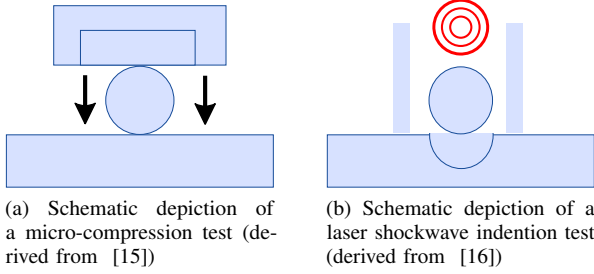 (a) Schematic depiction of
a micro-compression test (de-
rived from [15])
(b) Schematic depiction of a
laser shockwave indention test
(derived from [16])